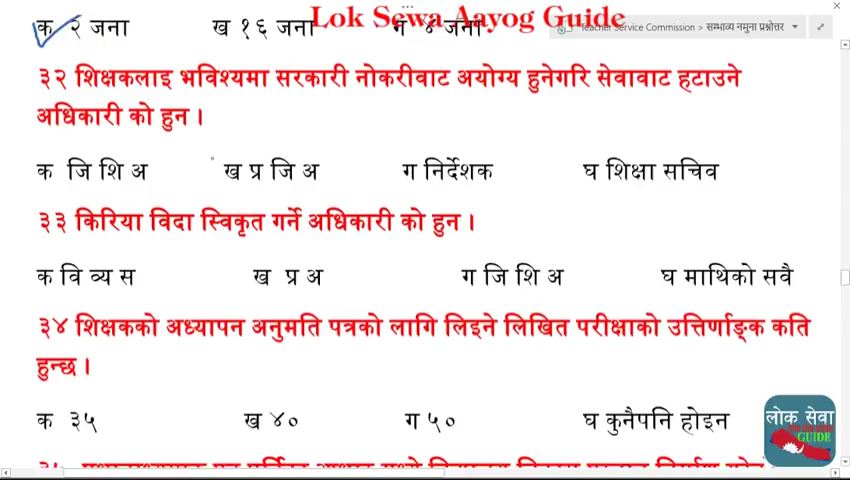 Lok Sewa Aayog Guide
Teacher Service Commission > सम्भाव्य नमुना प्रश्नोत्तर
क २ जना ख १६ जना ग ४ जना
३२ शिक्षकलाइ भविश्यमा सरकारी नोकरीवाट अयोग्य हुनेगरि सेवावाट हटाउने
अधिकारी को हुन ।
क जि शि अ ख प्र जि अ ग निर्देशक घ शिक्षा सचिव
३३ किरिया विदा स्विकृत गर्ने अधिकारी को हुन ।
क वि व्य स ख प्र अ ग जि शि अ घ माथिको सवै
३४ शिक्षकको अध्यापन अनुमति पत्रको लागि लिइने लिखित परीक्षाको उत्तिर्णाङ्क कति
हुन्छ ।
क ३५ ख ४० ग ५० घ कुनैपनि होइन
लोक सेवा
GUIDE